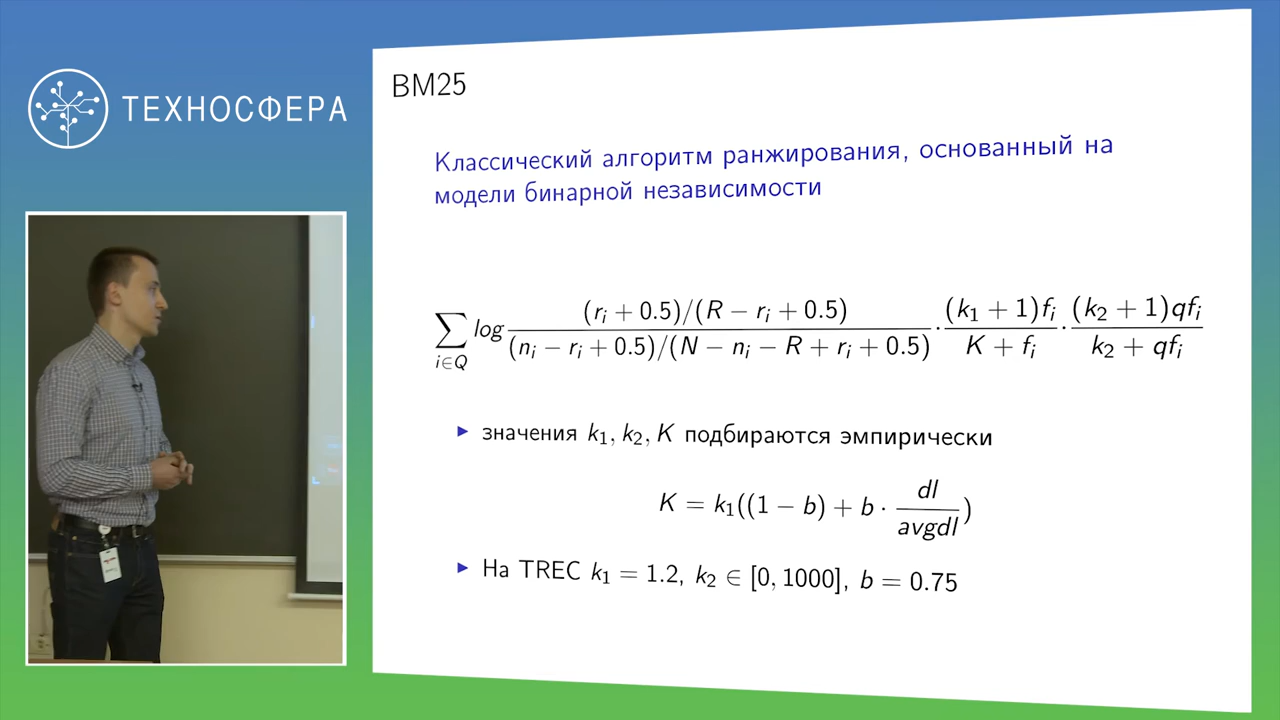 ТЕХНОСФЕРА
BM25
Классический алгоритм ранжирования, основанный на
модели бинарной независимости
∑_{i∈Q} log (r_i + 0.5)/(R − r_i + 0.5) / (n_i − r_i + 0.5)/(N − n_i − R + r_i + 0.5) · (k_1 + 1)f_i / K + f_i · (k_2 + 1)qf_i / k_2 + qf_i
▶ значения k_1, k_2, K подбираются эмпирически
K = k_1((1 − b) + b · dl / avgdl)
▶ На TREC k_1 = 1.2, k_2 ∈ [0, 1000], b = 0.75